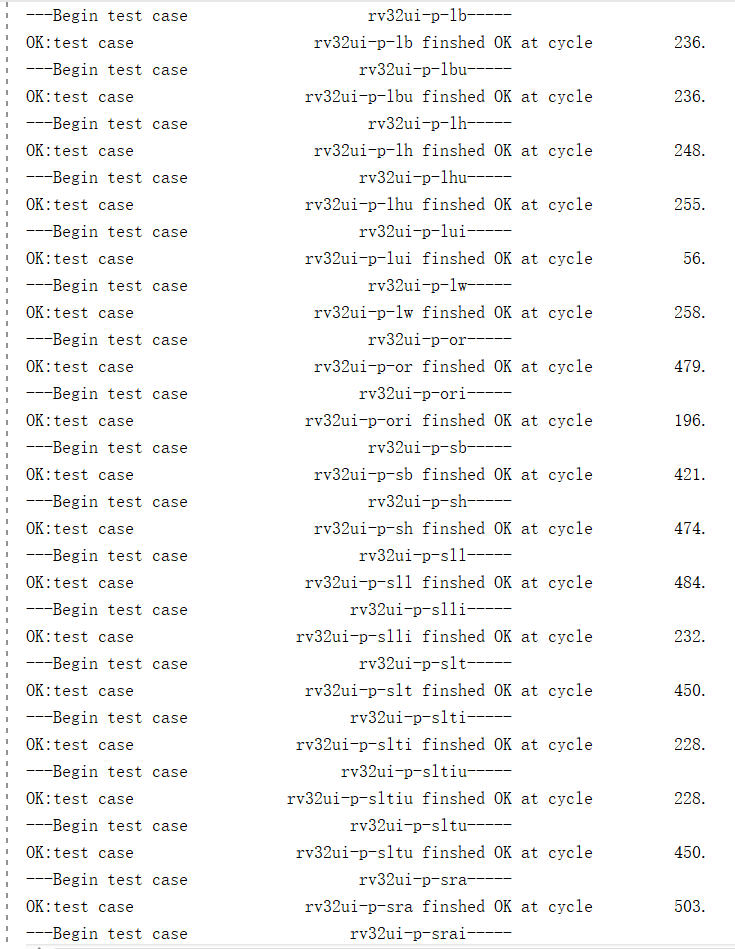 ---Begin test case rv32ui-p-lb-----
OK:test case rv32ui-p-lb finshed OK at cycle 236.
---Begin test case rv32ui-p-lbu-----
OK:test case rv32ui-p-lbu finshed OK at cycle 236.
---Begin test case rv32ui-p-lh-----
OK:test case rv32ui-p-lh finshed OK at cycle 248.
---Begin test case rv32ui-p-lhu-----
OK:test case rv32ui-p-lhu finshed OK at cycle 255.
---Begin test case rv32ui-p-lui-----
OK:test case rv32ui-p-lui finshed OK at cycle 56.
---Begin test case rv32ui-p-lw-----
OK:test case rv32ui-p-lw finshed OK at cycle 258.
---Begin test case rv32ui-p-or-----
OK:test case rv32ui-p-or finshed OK at cycle 479.
---Begin test case rv32ui-p-ori-----
OK:test case rv32ui-p-ori finshed OK at cycle 196.
---Begin test case rv32ui-p-sb-----
OK:test case rv32ui-p-sb finshed OK at cycle 421.
---Begin test case rv32ui-p-sh-----
OK:test case rv32ui-p-sh finshed OK at cycle 474.
---Begin test case rv32ui-p-sll-----
OK:test case rv32ui-p-sll finshed OK at cycle 484.
---Begin test case rv32ui-p-slli-----
OK:test case rv32ui-p-slli finshed OK at cycle 232.
---Begin test case rv32ui-p-slt-----
OK:test case rv32ui-p-slt finshed OK at cycle 450.
---Begin test case rv32ui-p-slti-----
OK:test case rv32ui-p-slti finshed OK at cycle 228.
---Begin test case rv32ui-p-sltiu-----
OK:test case rv32ui-p-sltiu finshed OK at cycle 228.
---Begin test case rv32ui-p-sltu-----
OK:test case rv32ui-p-sltu finshed OK at cycle 450.
---Begin test case rv32ui-p-sra-----
OK:test case rv32ui-p-sra finshed OK at cycle 503.
---Begin test case rv32ui-p-srai-----